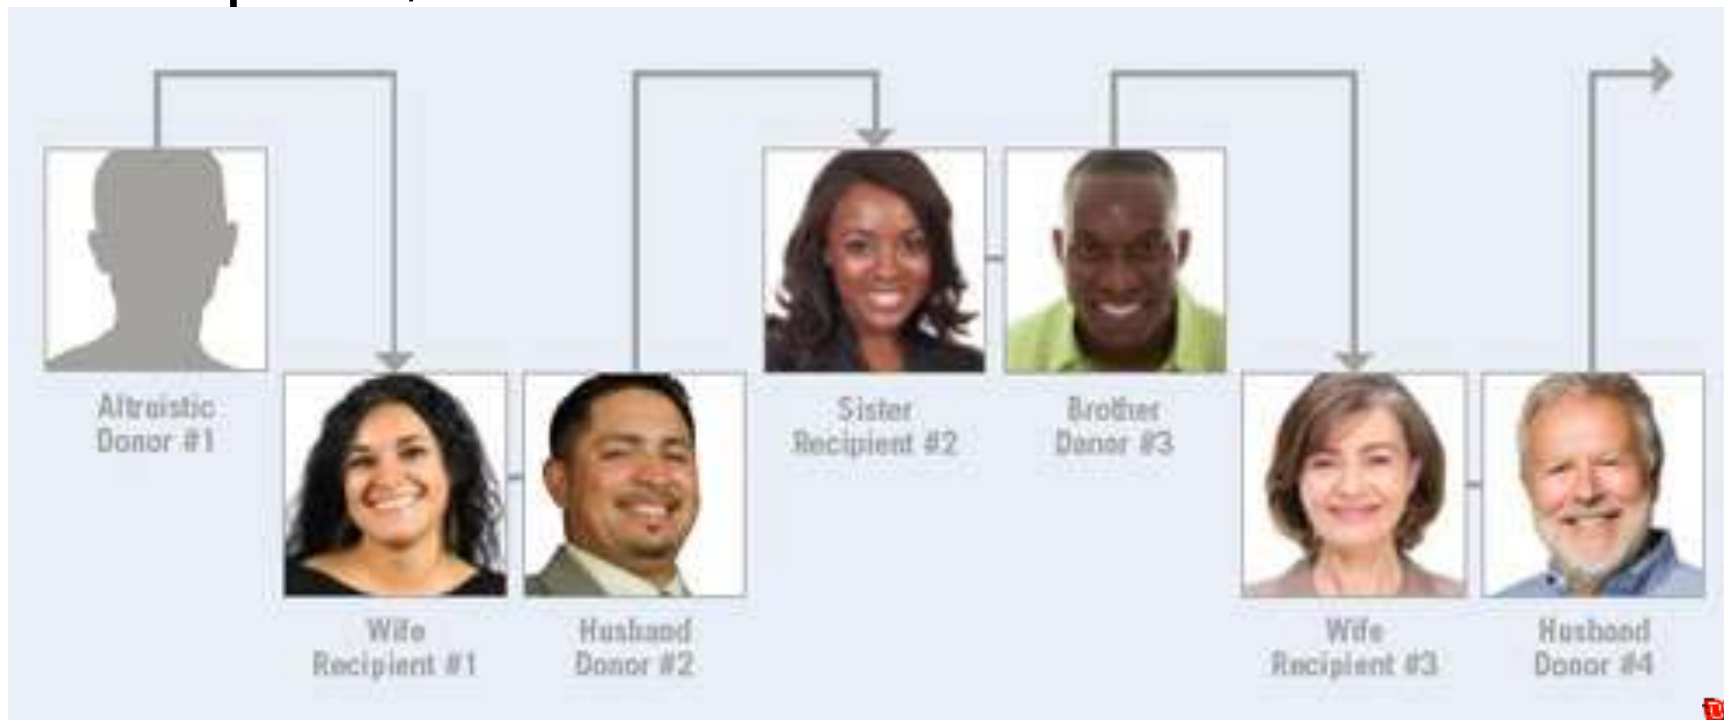 Altruistic
Donor #1
Wife
Recipient #1
Husband
Donor #2
Sister
Recipient #2
Brother
Donor #3
Wife
Recipient #3
Husband
Donor #4